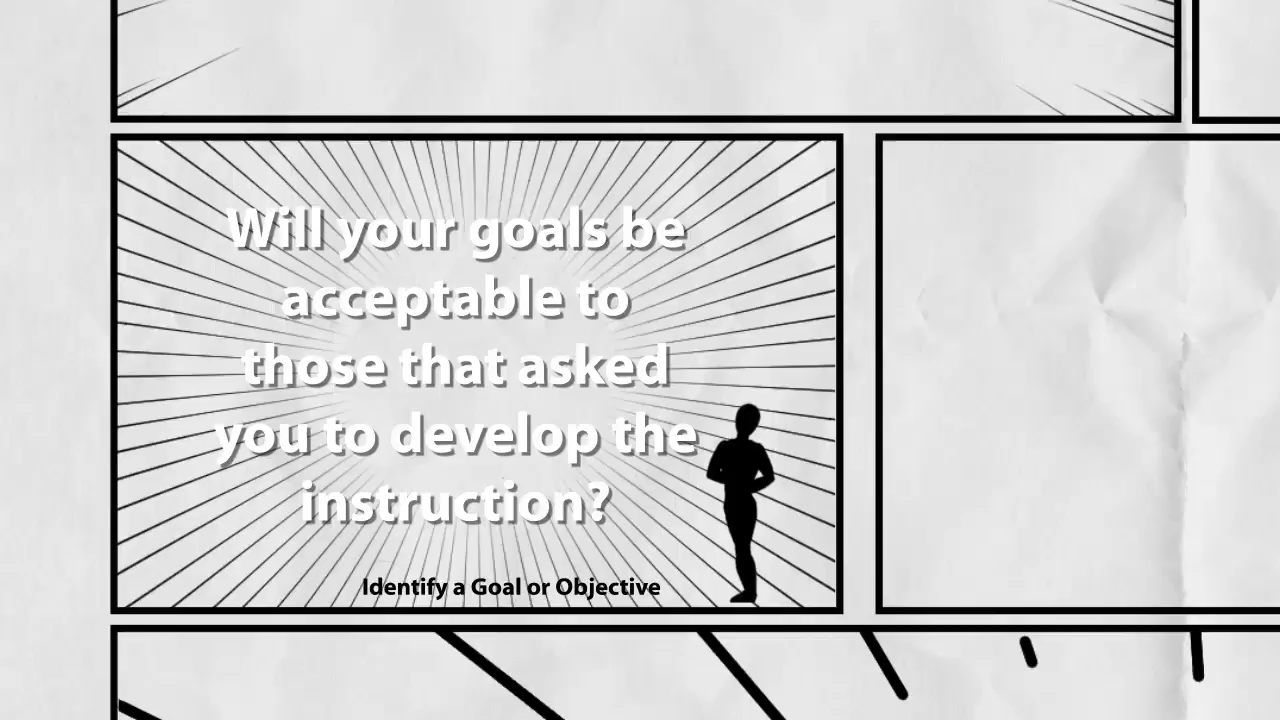 Will your goals be
acceptable to
those that asked
you to develop the
instruction?
Identify a Goal or Objective